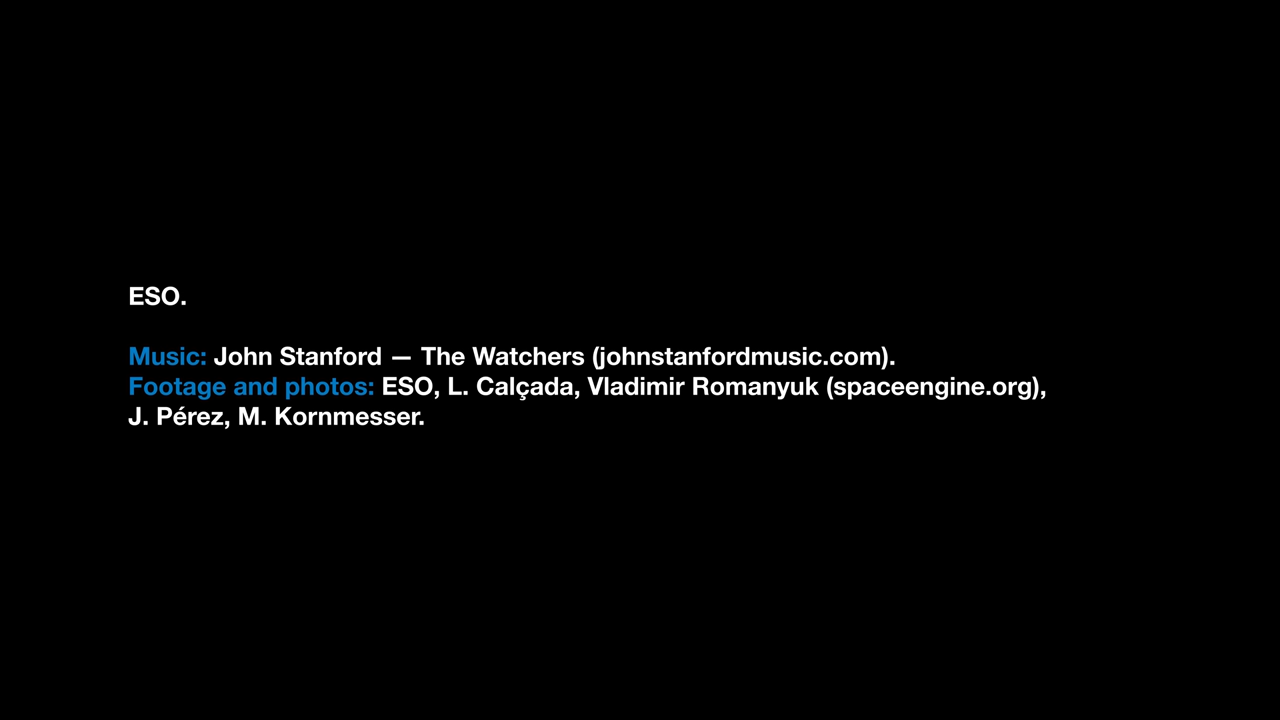 ESO.
Music: John Stanford — The Watchers (johnstanfordmusic.com).
Footage and photos: ESO, L. Calçada, Vladimir Romanyuk (spaceengine.org),
J. Pérez, M. Kornmesser.